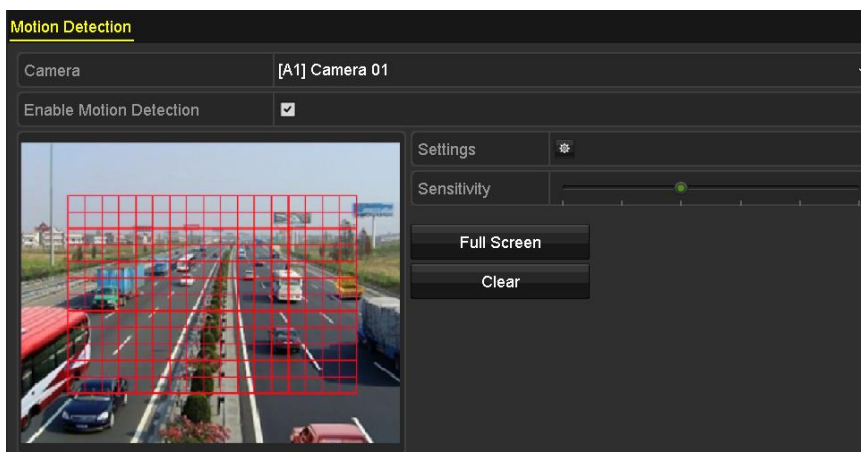 Motion Detection
Camera [A1] Camera 01
Enable Motion Detection
Settings
Sensitivity
Full Screen
Clear